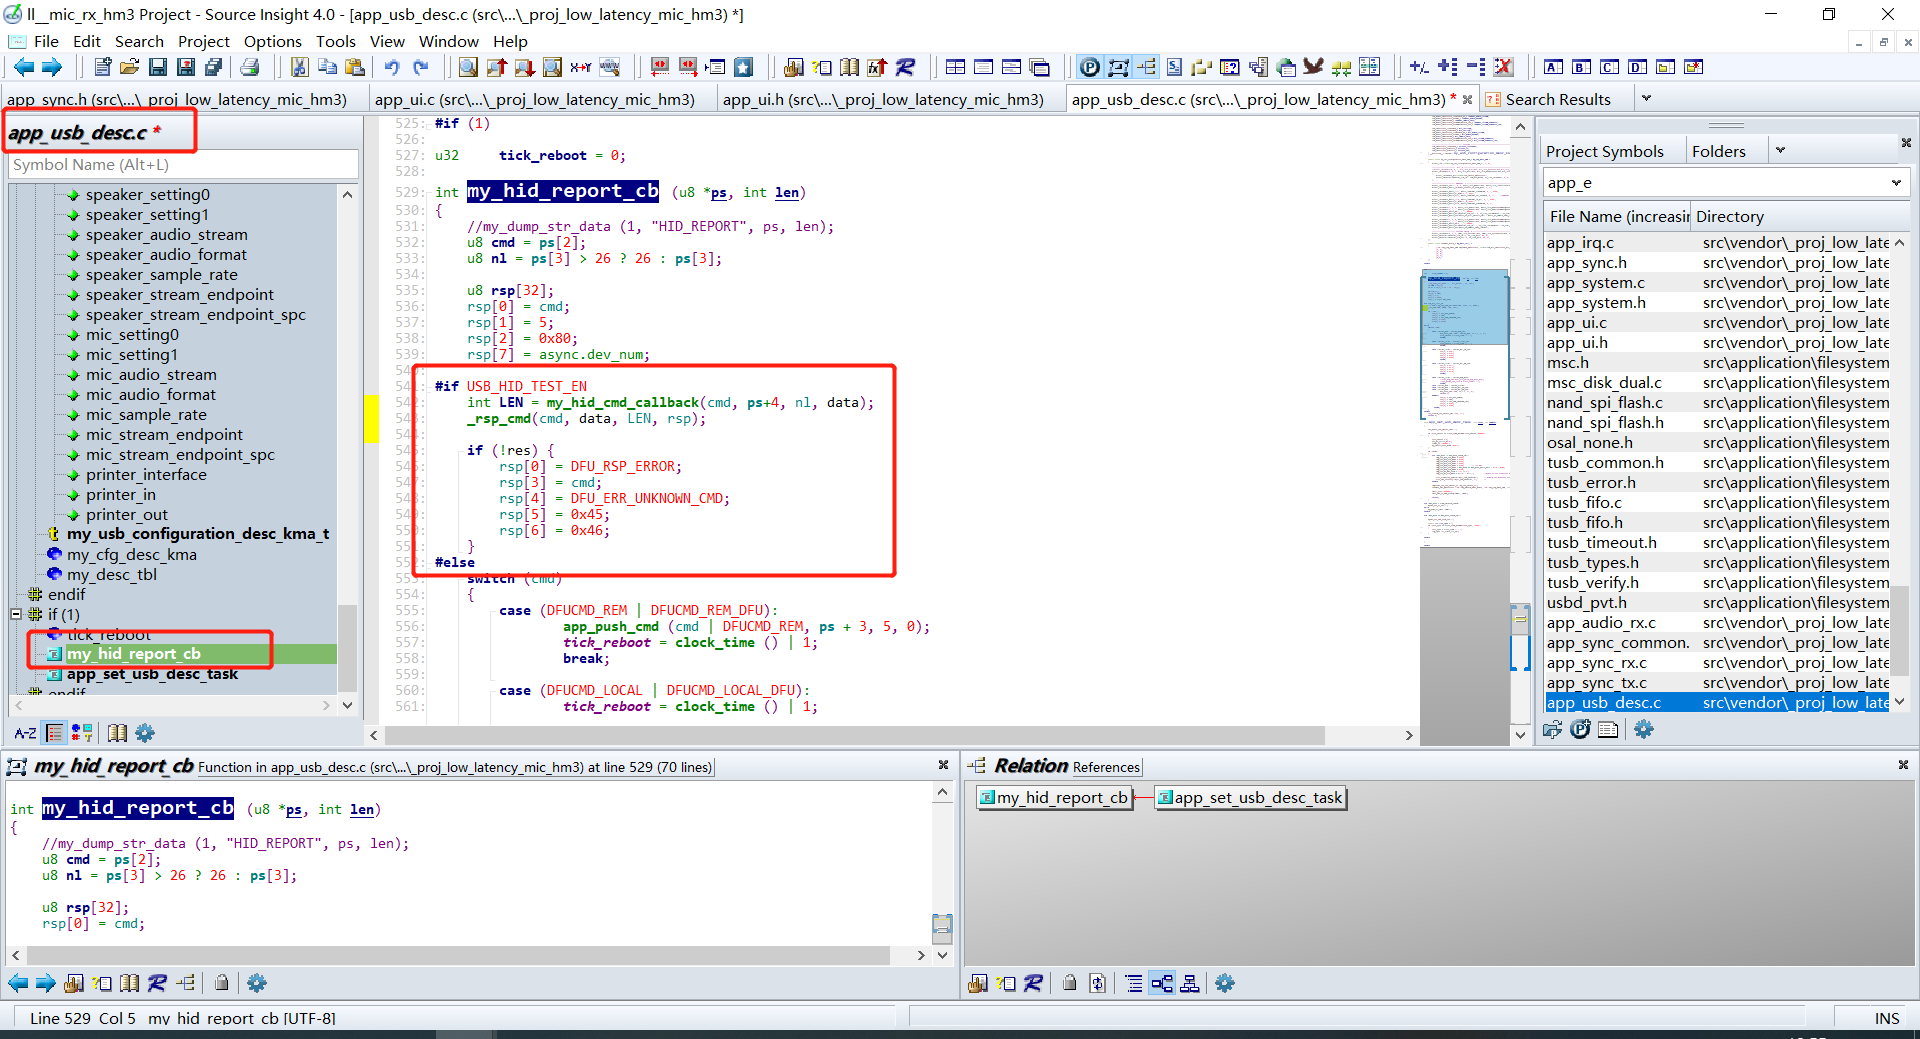 ll__mic_rx_hm3 Project - Source Insight 4.0 - [app_usb_desc.c (src\...\_proj_low_latency_mic_hm3) *]
File Edit Search Project Options Tools View Window Help
app_sync.h (src\...\_proj_low_latency_mic_hm3)
app_ui.c (src\...\_proj_low_latency_mic_hm3)
app_ui.h (src\...\_proj_low_latency_mic_hm3)
app_usb_desc.c (src\...\_proj_low_latency_mic_hm3) *
Search Results
app_usb_desc.c *
Symbol Name (Alt+L)
speaker_setting0
speaker_setting1
speaker_audio_stream
speaker_audio_format
speaker_sample_rate
speaker_stream_endpoint
speaker_stream_endpoint_spc
mic_setting0
mic_setting1
mic_audio_stream
mic_audio_format
mic_sample_rate
mic_stream_endpoint
mic_stream_endpoint_spc
printer_interface
printer_in
printer_out
my_usb_configuration_desc_kma_t
my_cfg_desc_kma
my_desc_tbl
endif
if (1)
tick_reboot
my_hid_report_cb
app_set_usb_desc_task
endif
A-Z
525: #if (1)
526:
527: u32 tick_reboot = 0;
528:
529: int my_hid_report_cb (u8 *ps, int len)
530: {
531: //my_dump_str_data (1, "HID_REPORT", ps, len);
532: u8 cmd = ps[2];
533: u8 nl = ps[3] > 26 ? 26 : ps[3];
534:
535: u8 rsp[32];
536: rsp[0] = cmd;
537: rsp[1] = 5;
538: rsp[2] = 0x80;
539: rsp[7] = async.dev_num;
540:
541: #if USB_HID_TEST_EN
542: int LEN = my_hid_cmd_callback(cmd, ps+4, nl, data);
543: _rsp_cmd(cmd, data, LEN, rsp);
544:
545: if (!res) {
546: rsp[0] = DFU_RSP_ERROR;
547: rsp[3] = cmd;
548: rsp[4] = DFU_ERR_UNKNOWN_CMD;
549: rsp[5] = 0x45;
550: rsp[6] = 0x46;
551: }
552: #else
553: switch (cmd)
554: {
555: case (DFUCMD_REM | DFUCMD_REM_DFU):
556: app_push_cmd (cmd | DFUCMD_REM, ps + 3, 5, 0);
557: tick_reboot = clock_time () | 1;
558: break;
559:
560: case (DFUCMD_LOCAL | DFUCMD_LOCAL_DFU):
561: tick_reboot = clock_time () | 1;
Project Symbols Folders
app_e
File Name (increasin Directory
app_irq.c src\vendor\_proj_low_late
app_sync.h src\vendor\_proj_low_late
app_system.c src\vendor\_proj_low_late
app_system.h src\vendor\_proj_low_late
app_ui.c src\vendor\_proj_low_late
app_ui.h src\vendor\_proj_low_late
msc.h src\application\filesystem
msc_disk_dual.c src\application\filesystem
nand_spi_flash.c src\application\filesystem
nand_spi_flash.h src\application\filesystem
osal_none.h src\application\filesystem
tusb_common.h src\application\filesystem
tusb_error.h src\application\filesystem
tusb_fifo.c src\application\filesystem
tusb_fifo.h src\application\filesystem
tusb_timeout.h src\application\filesystem
tusb_types.h src\application\filesystem
tusb_verify.h src\application\filesystem
usbd_pvt.h src\application\filesystem
app_audio_rx.c src\vendor\_proj_low_late
app_sync_common. src\vendor\_proj_low_late
app_sync_rx.c src\vendor\_proj_low_late
app_sync_tx.c src\vendor\_proj_low_late
app_usb_desc.c src\vendor\_proj_low_late
my_hid_report_cb Function in app_usb_desc.c (src\...\_proj_low_latency_mic_hm3) at line 529 (70 lines)
int my_hid_report_cb (u8 *ps, int len)
{
//my_dump_str_data (1, "HID_REPORT", ps, len);
u8 cmd = ps[2];
u8 nl = ps[3] > 26 ? 26 : ps[3];
u8 rsp[32];
rsp[0] = cmd;
Relation References
my_hid_report_cb
app_set_usb_desc_task
Line 529 Col 5 my_hid_report_cb [UTF-8]
INS